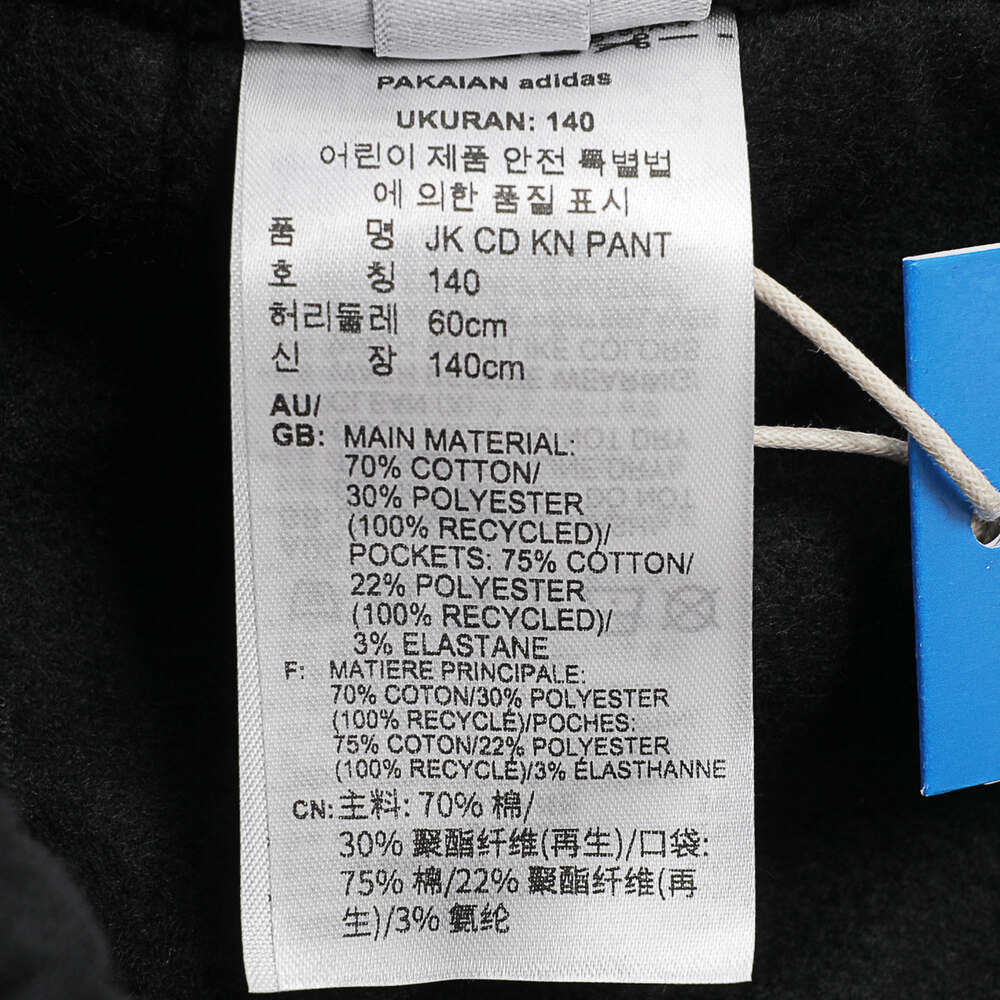 PAKAIAN adidas
UKURAN: 140
어린이 제품 안전 특별법
에 의한 품질 표시
품 명 JK CD KN PANT
호 칭 140
허리둘레 60cm
신 장 140cm
AU/
GB: MAIN MATERIAL:
70% COTTON/
30% POLYESTER
(100% RECYCLED)/
POCKETS: 75% COTTON/
22% POLYESTER
(100% RECYCLED)/
3% ELASTANE
F: MATIERE PRINCIPALE:
70% COTON/30% POLYESTER
(100% RECYCLÉ)/POCHES:
75% COTON/22% POLYESTER
(100% RECYCLÉ)/3% ÉLASTHANNE
CN: 主料: 70% 棉/
30% 聚酯纤维(再生)/口袋:
75% 棉/22% 聚酯纤维(再
生)/3% 氨纶